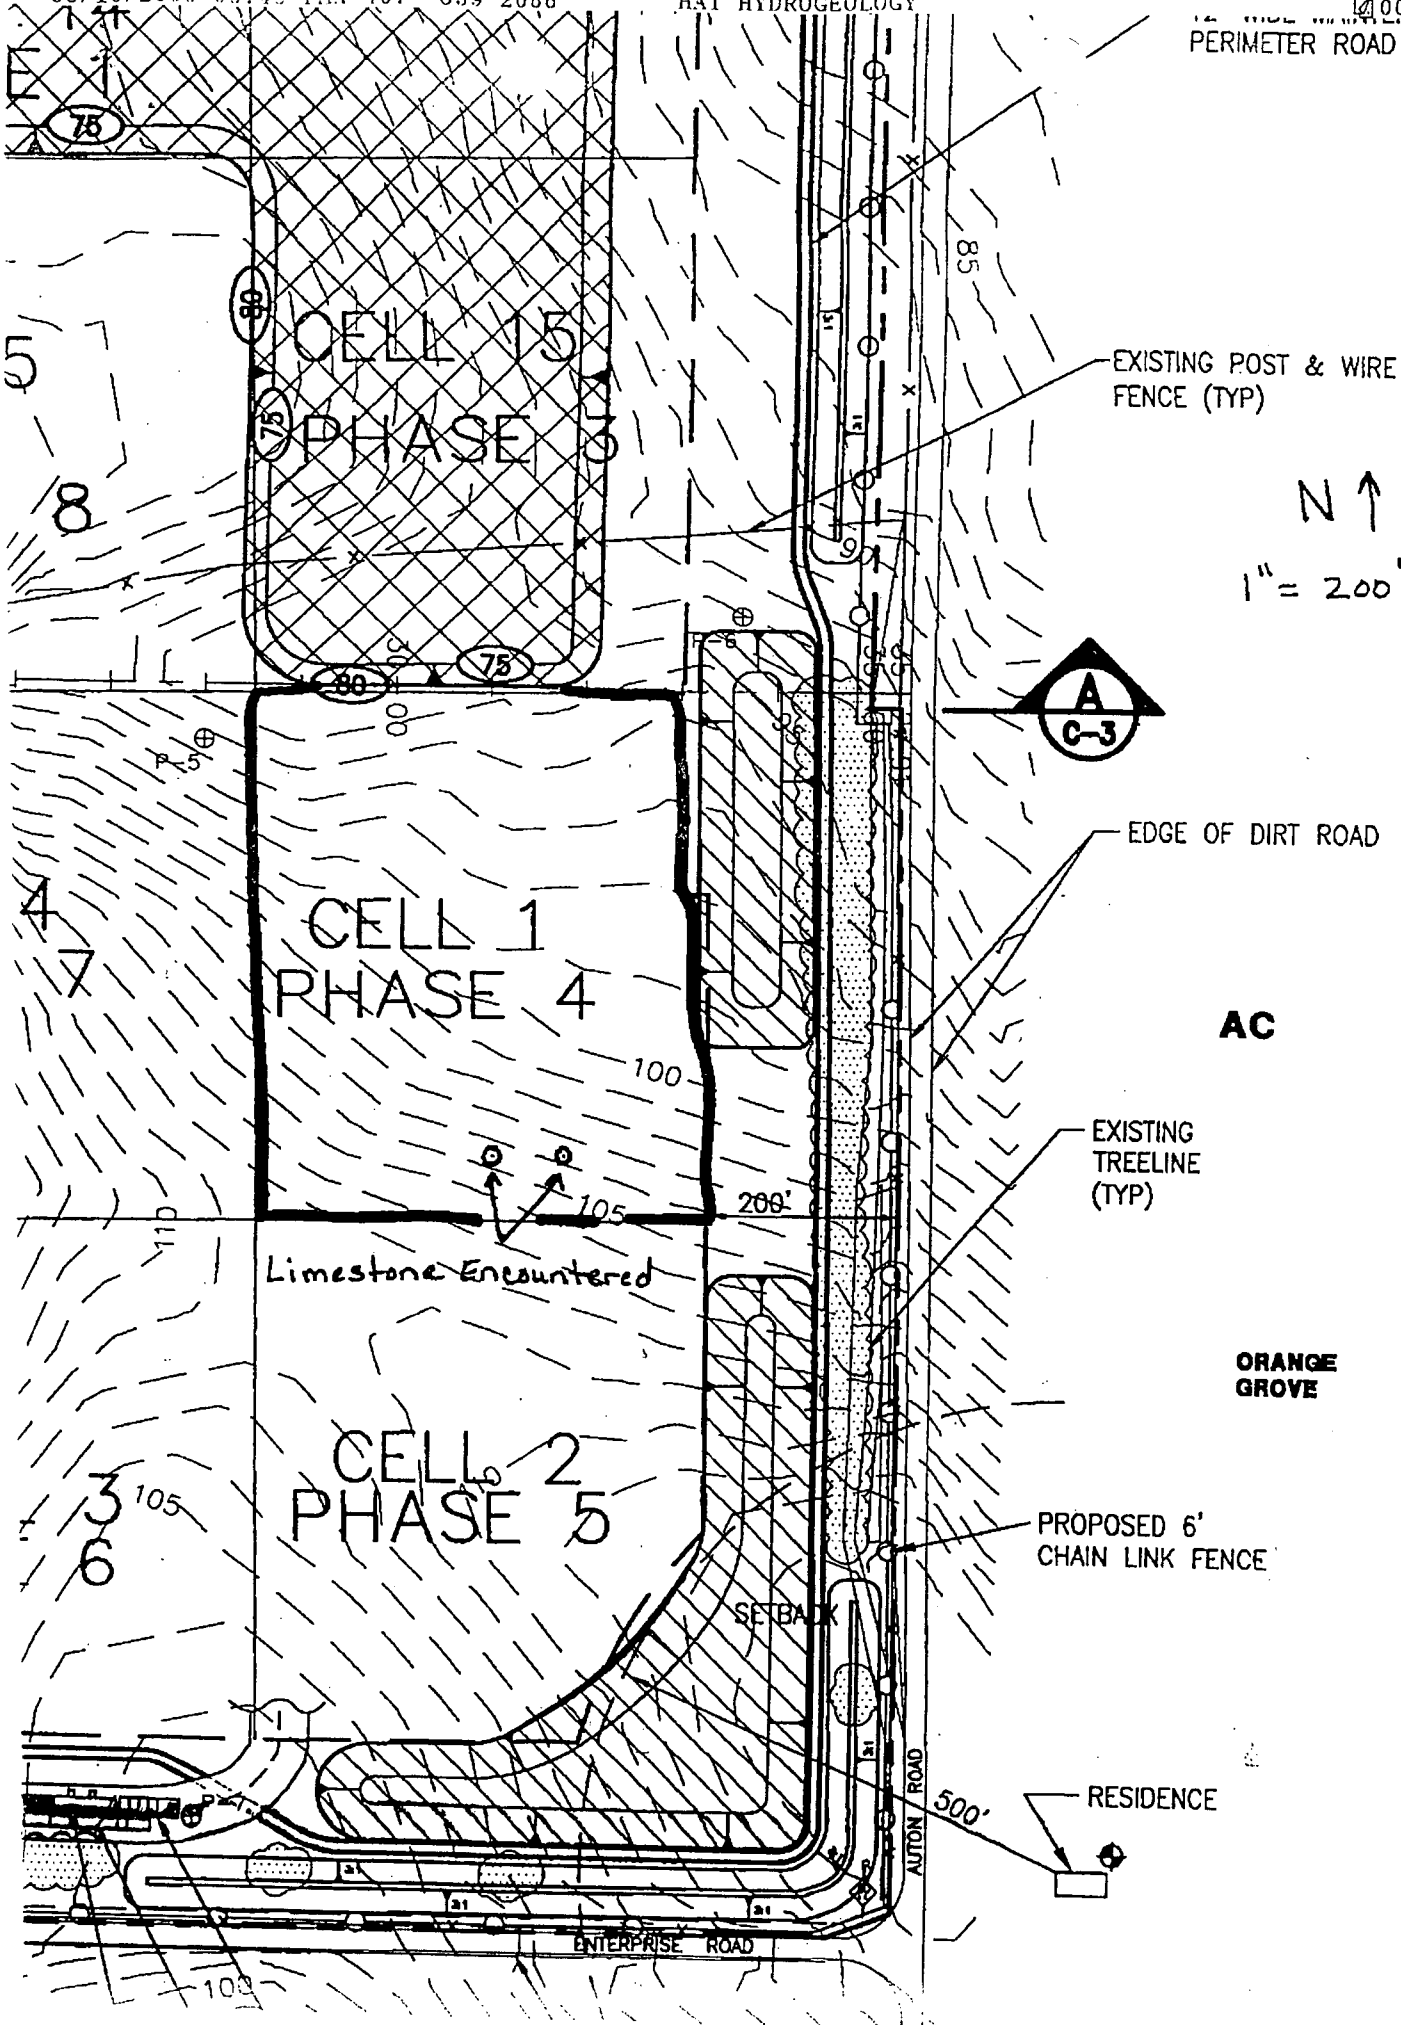 HAI HYDROGEOLOGY
PERIMETER ROAD
75
80
85
CELL 15
75
PHASE 3
5
8
EXISTING POST & WIRE
FENCE (TYP)
N
1" = 200'
P-6
75
80
A
C-3
P-5
EDGE OF DIRT ROAD
4
7
CELL 1
PHASE 4
AC
100
EXISTING
TREELINE
(TYP)
105
200'
110
Limestone Encountered
ORANGE
GROVE
CELL 2
PHASE 5
3
105
6
PROPOSED 6'
CHAIN LINK FENCE
SETBACK
AUTON ROAD
500'
RESIDENCE
ENTERPRISE ROAD
100